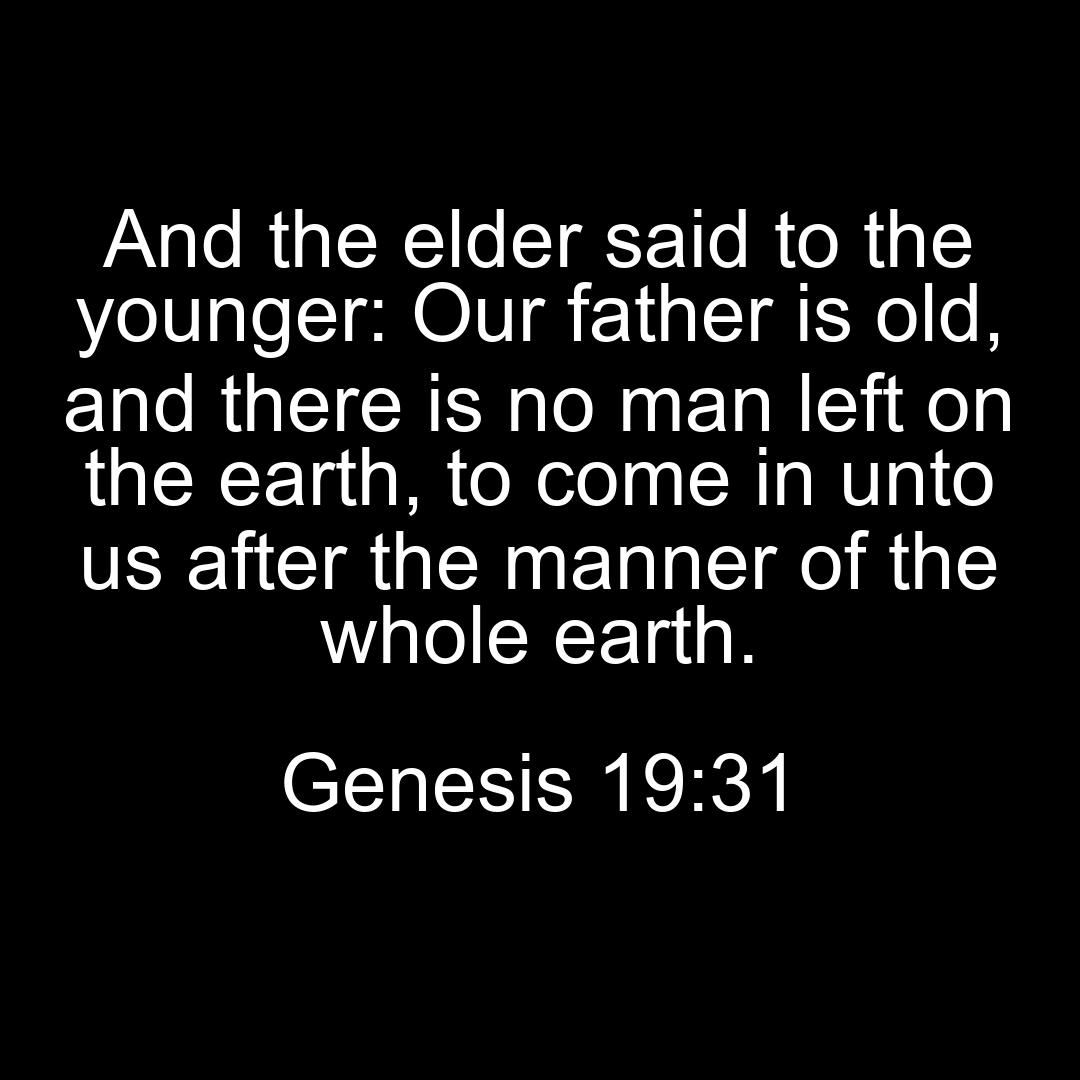 And the elder said to the
younger: Our father is old,
and there is no man left on
the earth, to come in unto
us after the manner of the
whole earth.
Genesis 19:31